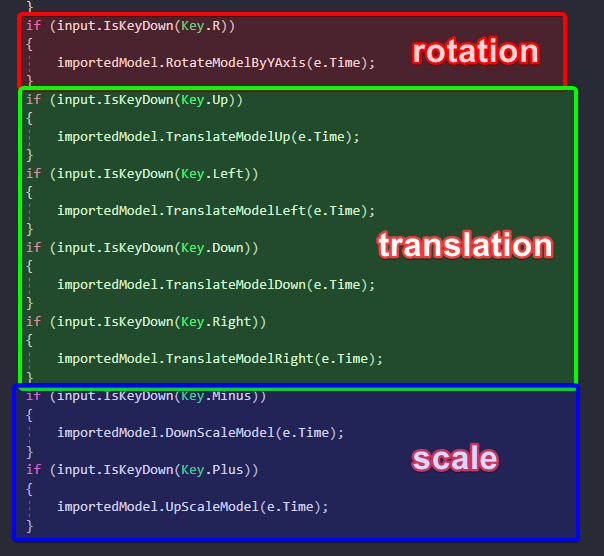 }
if (input.IsKeyDown(Key.R))
{
    importedModel.RotateModelByYAxis(e.Time);
}
rotation
if (input.IsKeyDown(Key.Up))
{
    importedModel.TranslateModelUp(e.Time);
}
if (input.IsKeyDown(Key.Left))
{
    importedModel.TranslateModelLeft(e.Time);
}
if (input.IsKeyDown(Key.Down))
{
    importedModel.TranslateModelDown(e.Time);
}
if (input.IsKeyDown(Key.Right))
{
    importedModel.TranslateModelRight(e.Time);
}
translation
if (input.IsKeyDown(Key.Minus))
{
    importedModel.DownScaleModel(e.Time);
}
if (input.IsKeyDown(Key.Plus))
{
    importedModel.UpScaleModel(e.Time);
}
scale